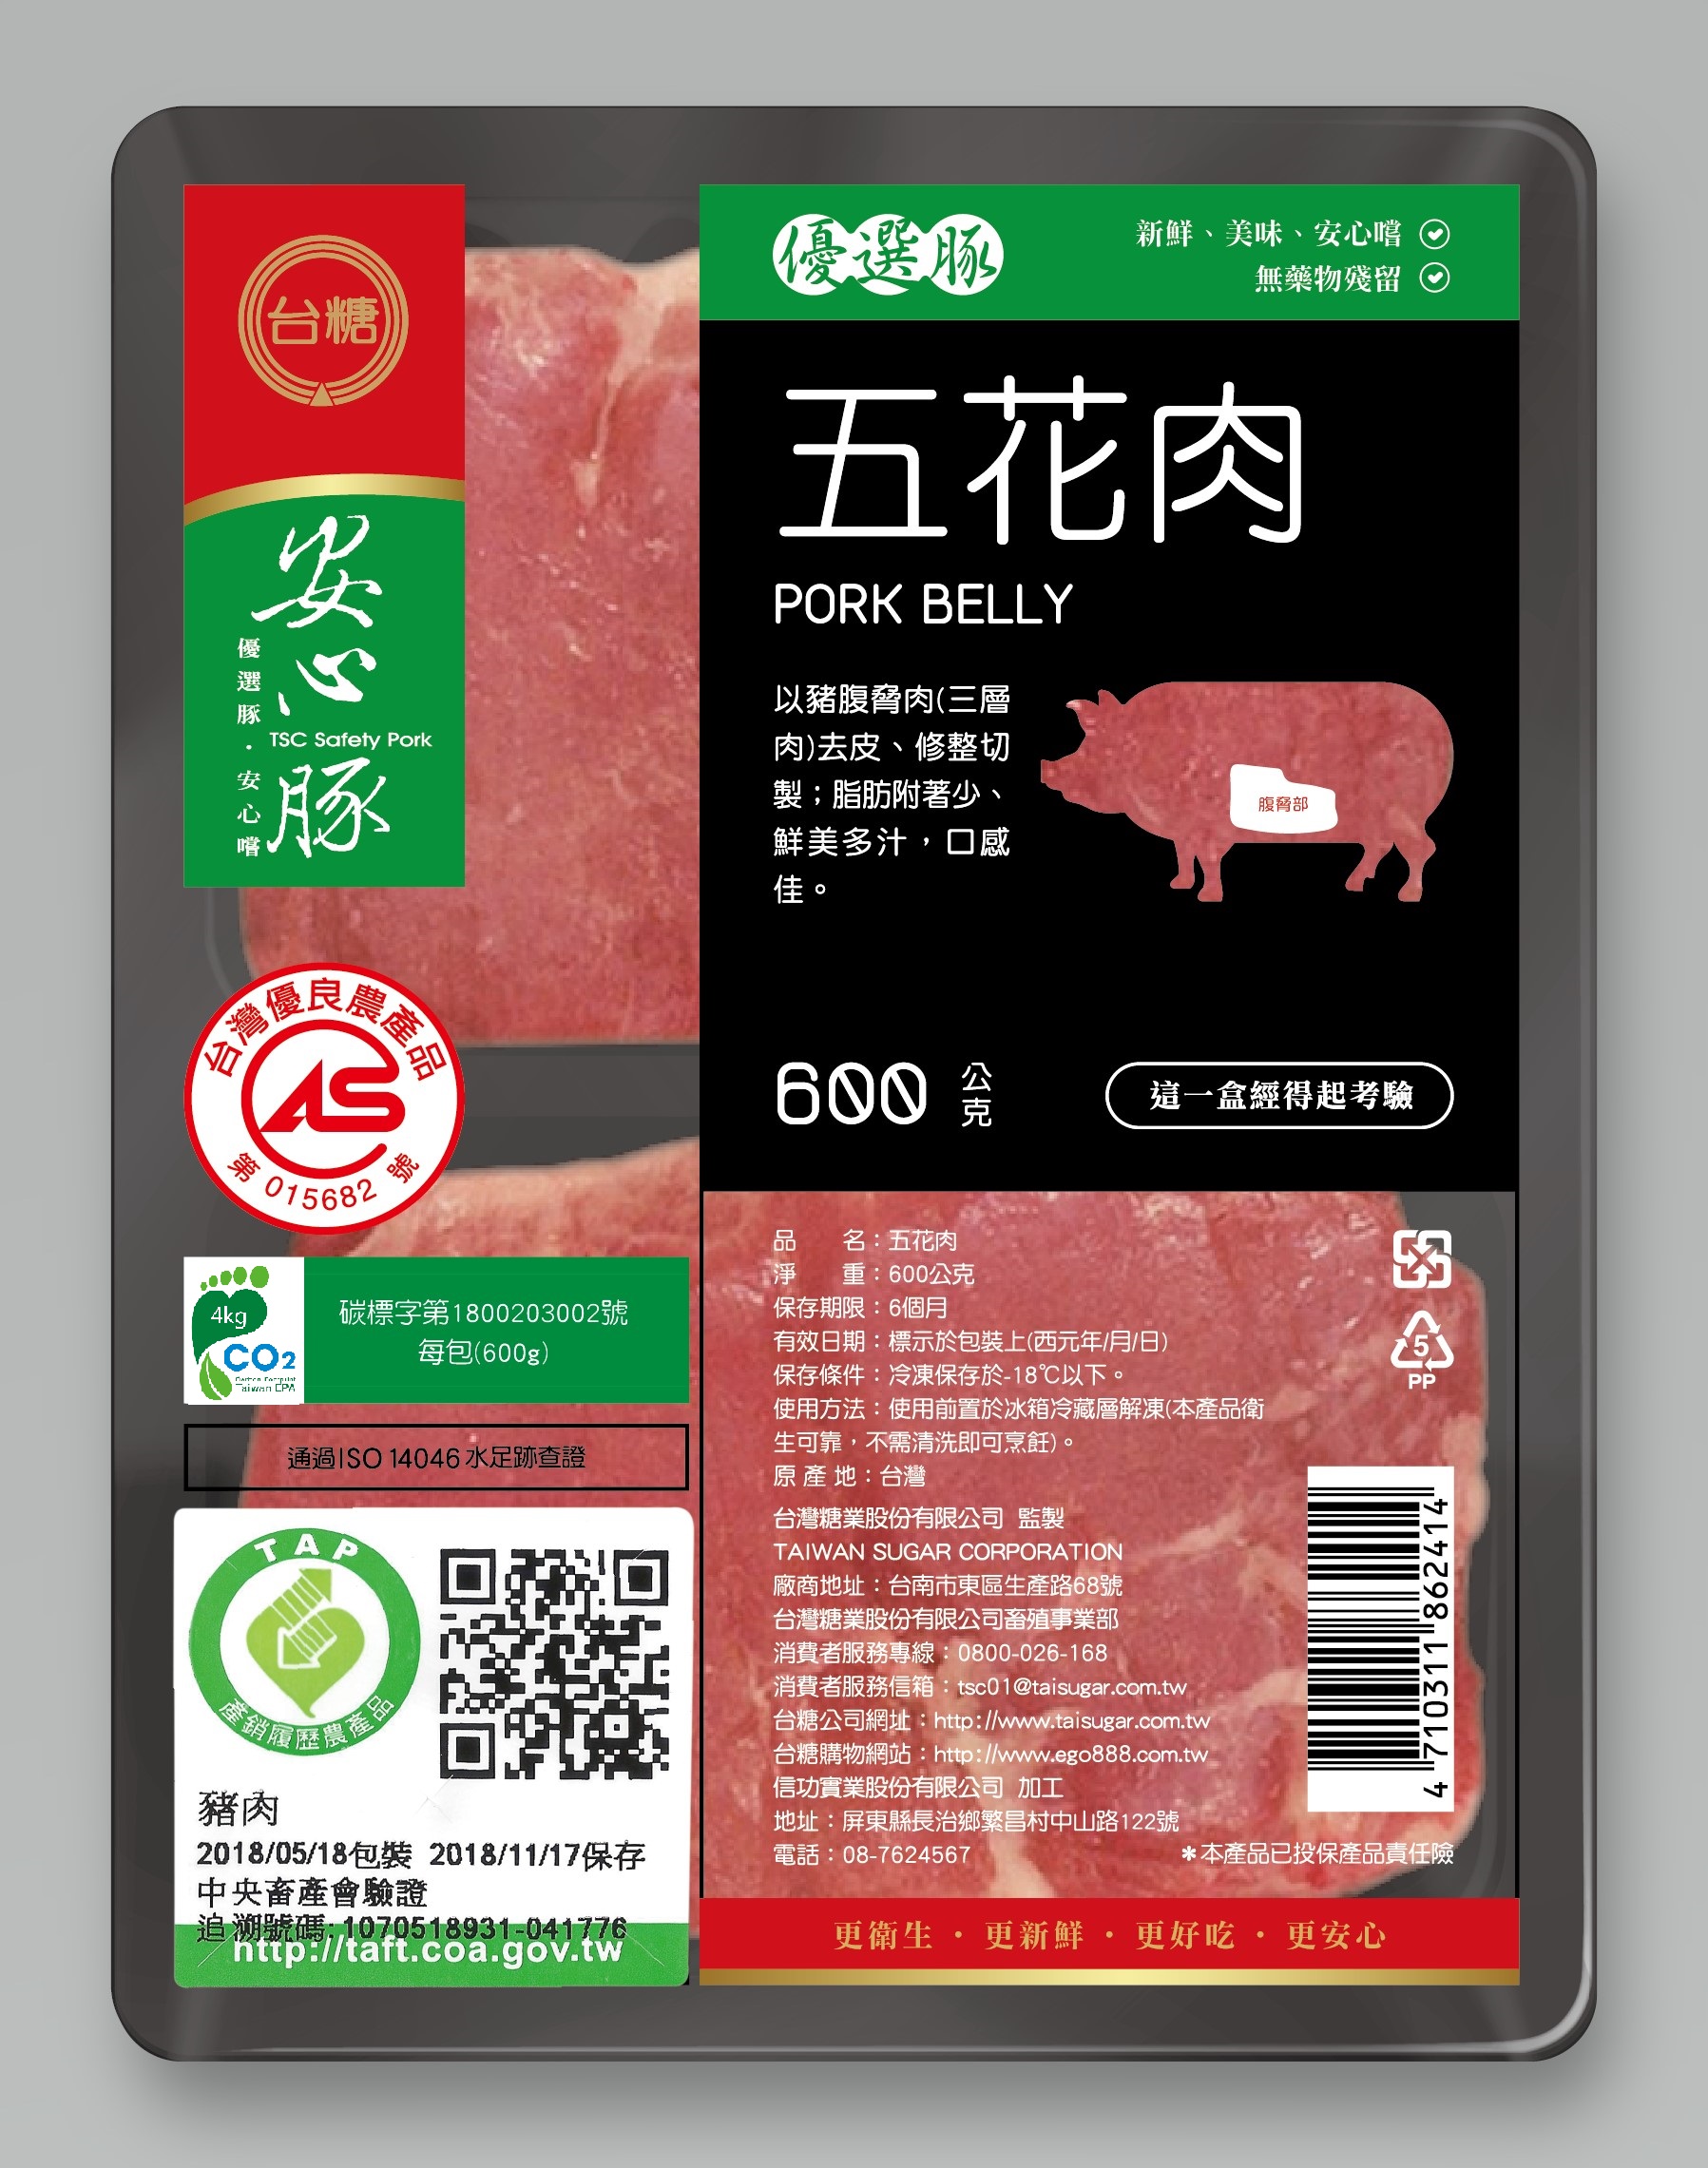 台糖
安心豚
TSC Safety Pork
優選豚・安心嚐
台灣優良農產品
CAS
第 015682 號
4kg
CO2
Carbon Footprint
Taiwan EPA
碳標字第1800203002號
每包(600g)
通過ISO 14046 水足跡查證
TAP
產銷履歷農產品
豬肉
2018/05/18包裝 2018/11/17保存
中央畜產會驗證
追溯號碼:1070518931-041776
http://taft.coa.gov.tw
優選豚
新鮮、美味、安心嚐
無藥物殘留
五花肉
PORK BELLY
以豬腹脅肉(三層
肉)去皮、修整切
製；脂肪附著少、
鮮美多汁，口感
佳。
腹脅部
600 公克
這一盒經得起考驗
品　　名：五花肉
淨　　重：600公克
保存期限：6個月
有效日期：標示於包裝上(西元年/月/日)
保存條件：冷凍保存於-18℃以下。
使用方法：使用前置於冰箱冷藏層解凍(本產品衛
生可靠，不需清洗即可烹飪)。
原 產 地：台灣
台灣糖業股份有限公司 監製
TAIWAN SUGAR CORPORATION
廠商地址：台南市東區生產路68號
台灣糖業股份有限公司畜殖事業部
消費者服務專線：0800-026-168
消費者服務信箱：tsc01@taisugar.com.tw
台糖公司網址：http://www.taisugar.com.tw
台糖購物網站：http://www.ego888.com.tw
信功實業股份有限公司 加工
地址：屏東縣長治鄉繁昌村中山路122號
電話：08-7624567
5
PP
4 710311 862414
＊本產品已投保產品責任險
更衛生・更新鮮・更好吃・更安心